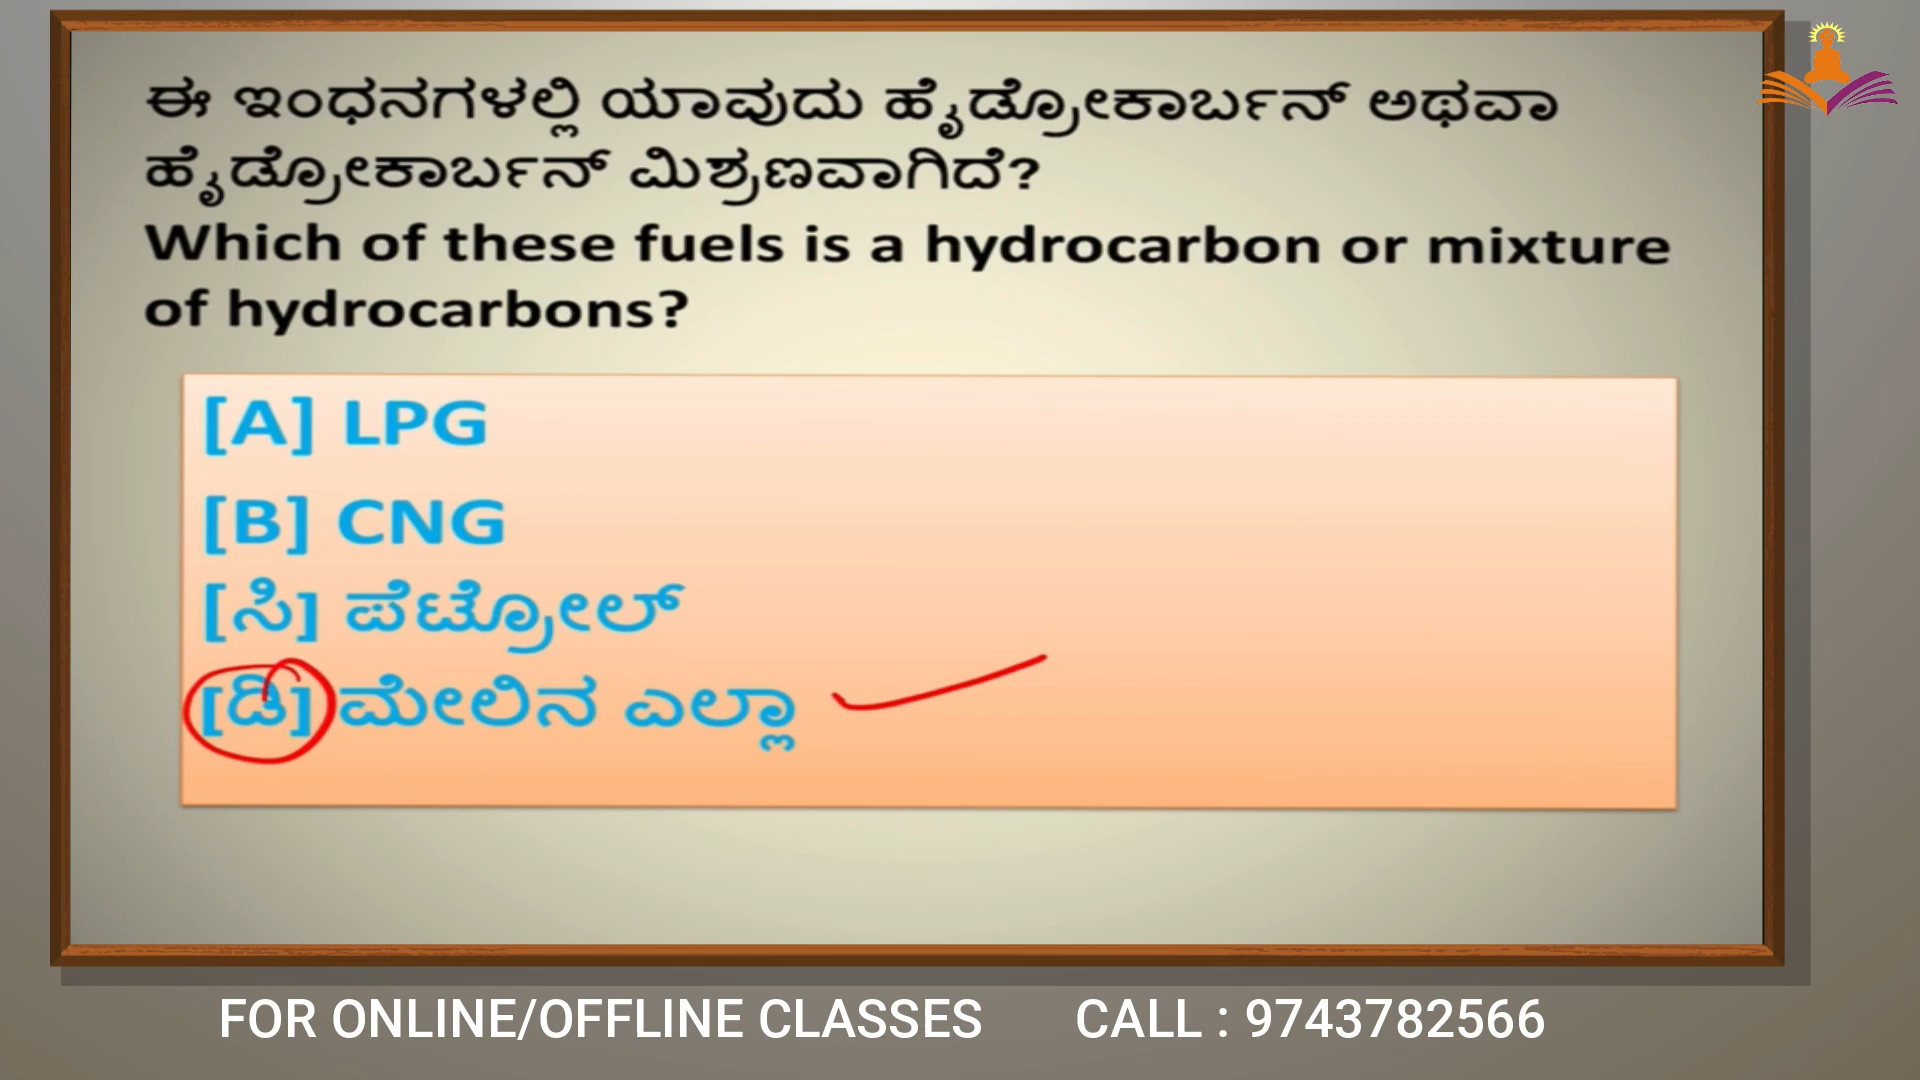 ಈ ಇಂಧನಗಳಲ್ಲಿ ಯಾವುದು ಹೈಡ್ರೋಕಾರ್ಬನ್ ಅಥವಾ
ಹೈಡ್ರೋಕಾರ್ಬನ್ ಮಿಶ್ರಣವಾಗಿದೆ?
Which of these fuels is a hydrocarbon or mixture
of hydrocarbons?
[A] LPG
[B] CNG
[ಸಿ] ಪೆಟ್ರೋಲ್
[ಡಿ] ಮೇಲಿನ ಎಲ್ಲಾ
FOR ONLINE/OFFLINE CLASSES CALL : 9743782566